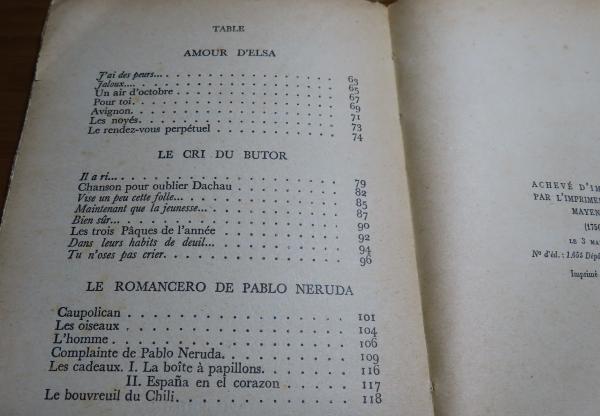 TABLE
AMOUR D'ELSA
J'ai des peurs... 63
Jaloux.... 65
Un air d'octobre 67
Pour toi. 69
Avignon. 71
Les noyés. 73
Le rendez-vous perpétuel 74
LE CRI DU BUTOR
Il a ri... 79
Chanson pour oublier Dachau 82
Vise un peu cette folle... 85
Maintenant que la jeunesse... 87
Bien sûr... 90
Les trois Pâques de l'année 92
Dans leurs habits de deuil... 94
Tu n'oses pas crier. 96
LE ROMANCERO DE PABLO NERUDA
Caupolican 101
Les oiseaux 104
L'homme 106
Complainte de Pablo Neruda. 109
Les cadeaux. I. La boîte à papillons. 116
II. España en el corazon 117
Le bouvreuil du Chili. 118
ACHEVÉ D'IM
PAR L'IMPRIME
MAYEN
(1756
LE 3 MA
N° d'éd. : 1.655 Dépô
Imprimé